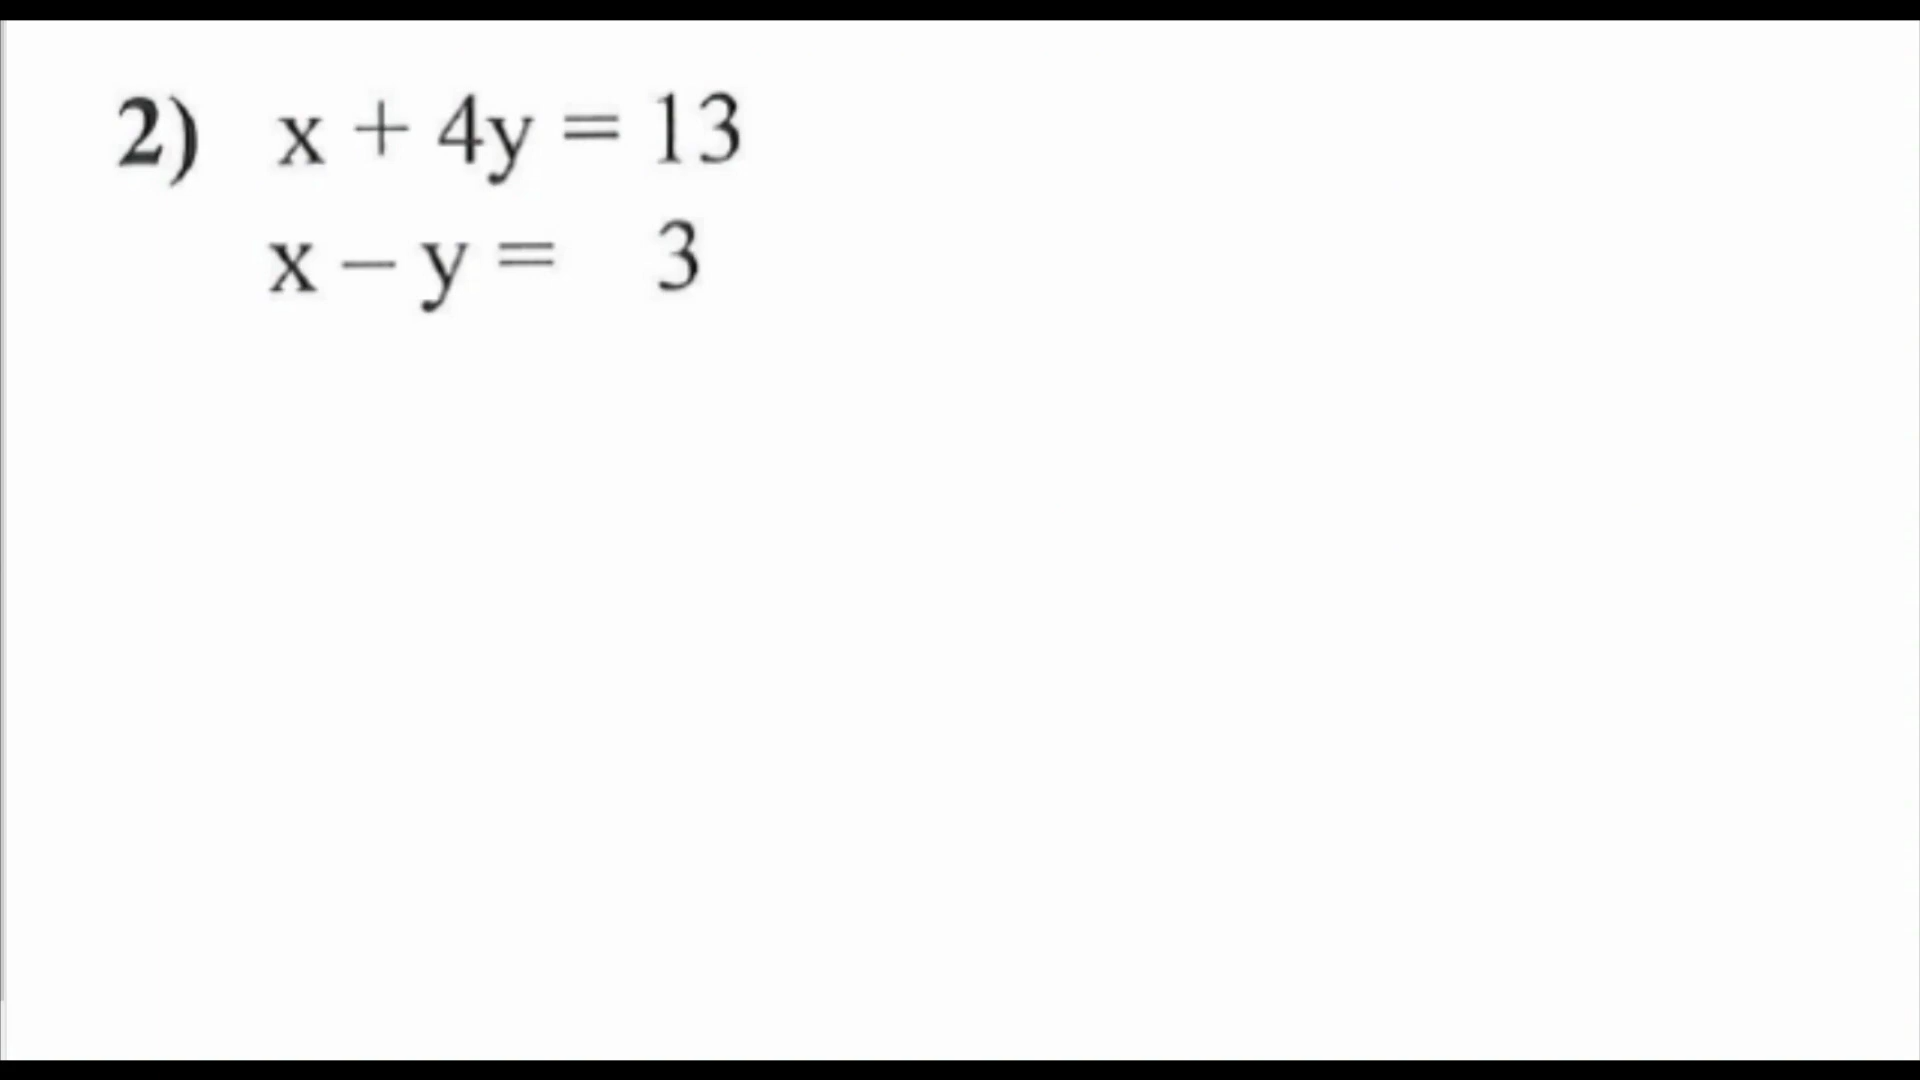 2) x + 4y = 13
x – y = 3